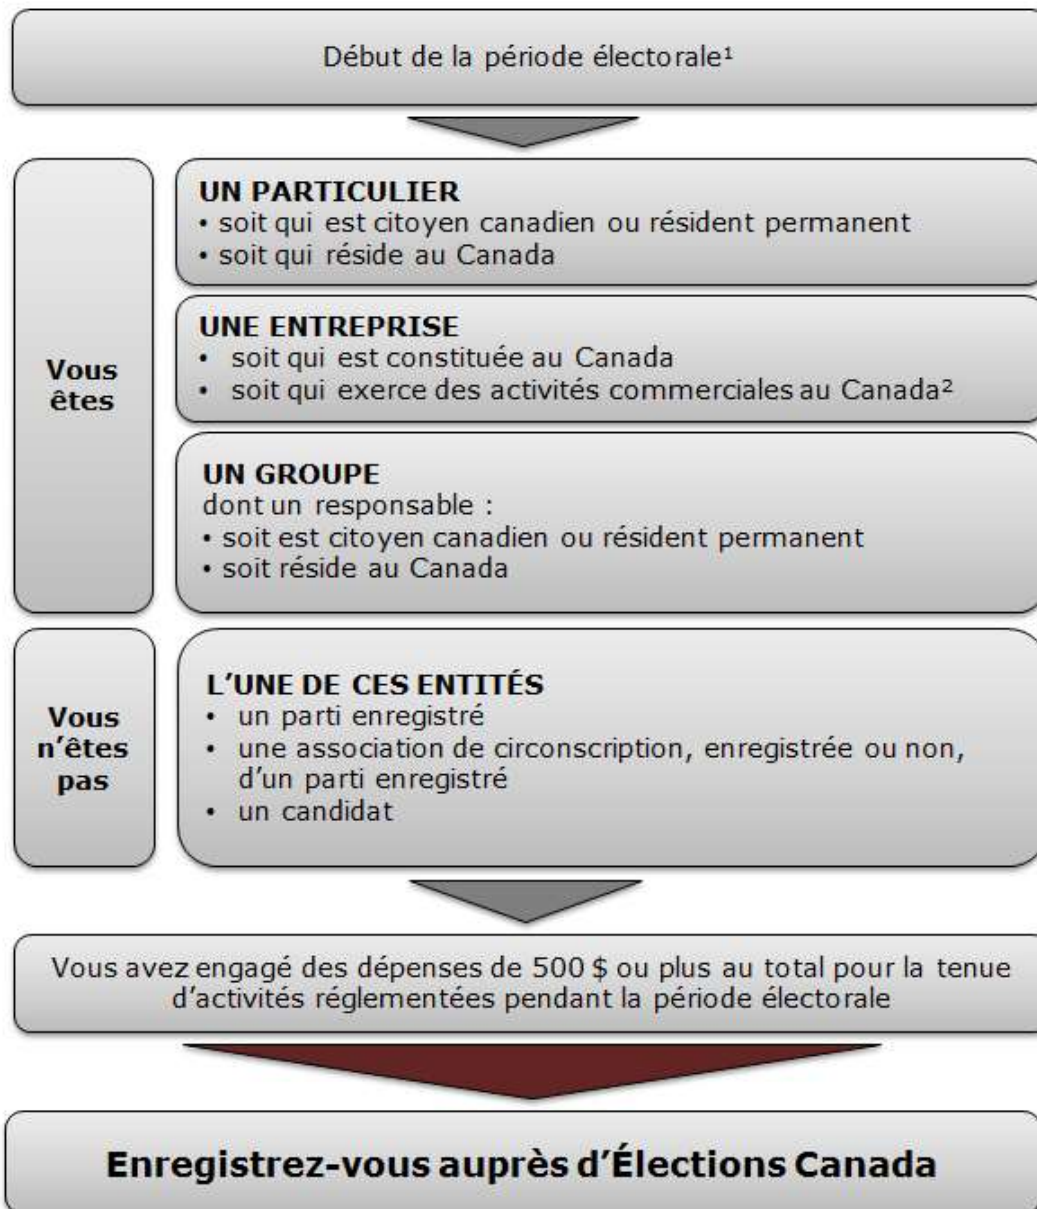 Début de la période électorale¹
Vous
êtes
UN PARTICULIER
• soit qui est citoyen canadien ou résident permanent
• soit qui réside au Canada
UNE ENTREPRISE
• soit qui est constituée au Canada
• soit qui exerce des activités commerciales au Canada²
UN GROUPE
dont un responsable :
• soit est citoyen canadien ou résident permanent
• soit réside au Canada
Vous
n'êtes
pas
L'UNE DE CES ENTITÉS
• un parti enregistré
• une association de circonscription, enregistrée ou non,
d'un parti enregistré
• un candidat
Vous avez engagé des dépenses de 500 $ ou plus au total pour la tenue
d'activités réglementées pendant la période électorale
Enregistrez-vous auprès d'Élections Canada